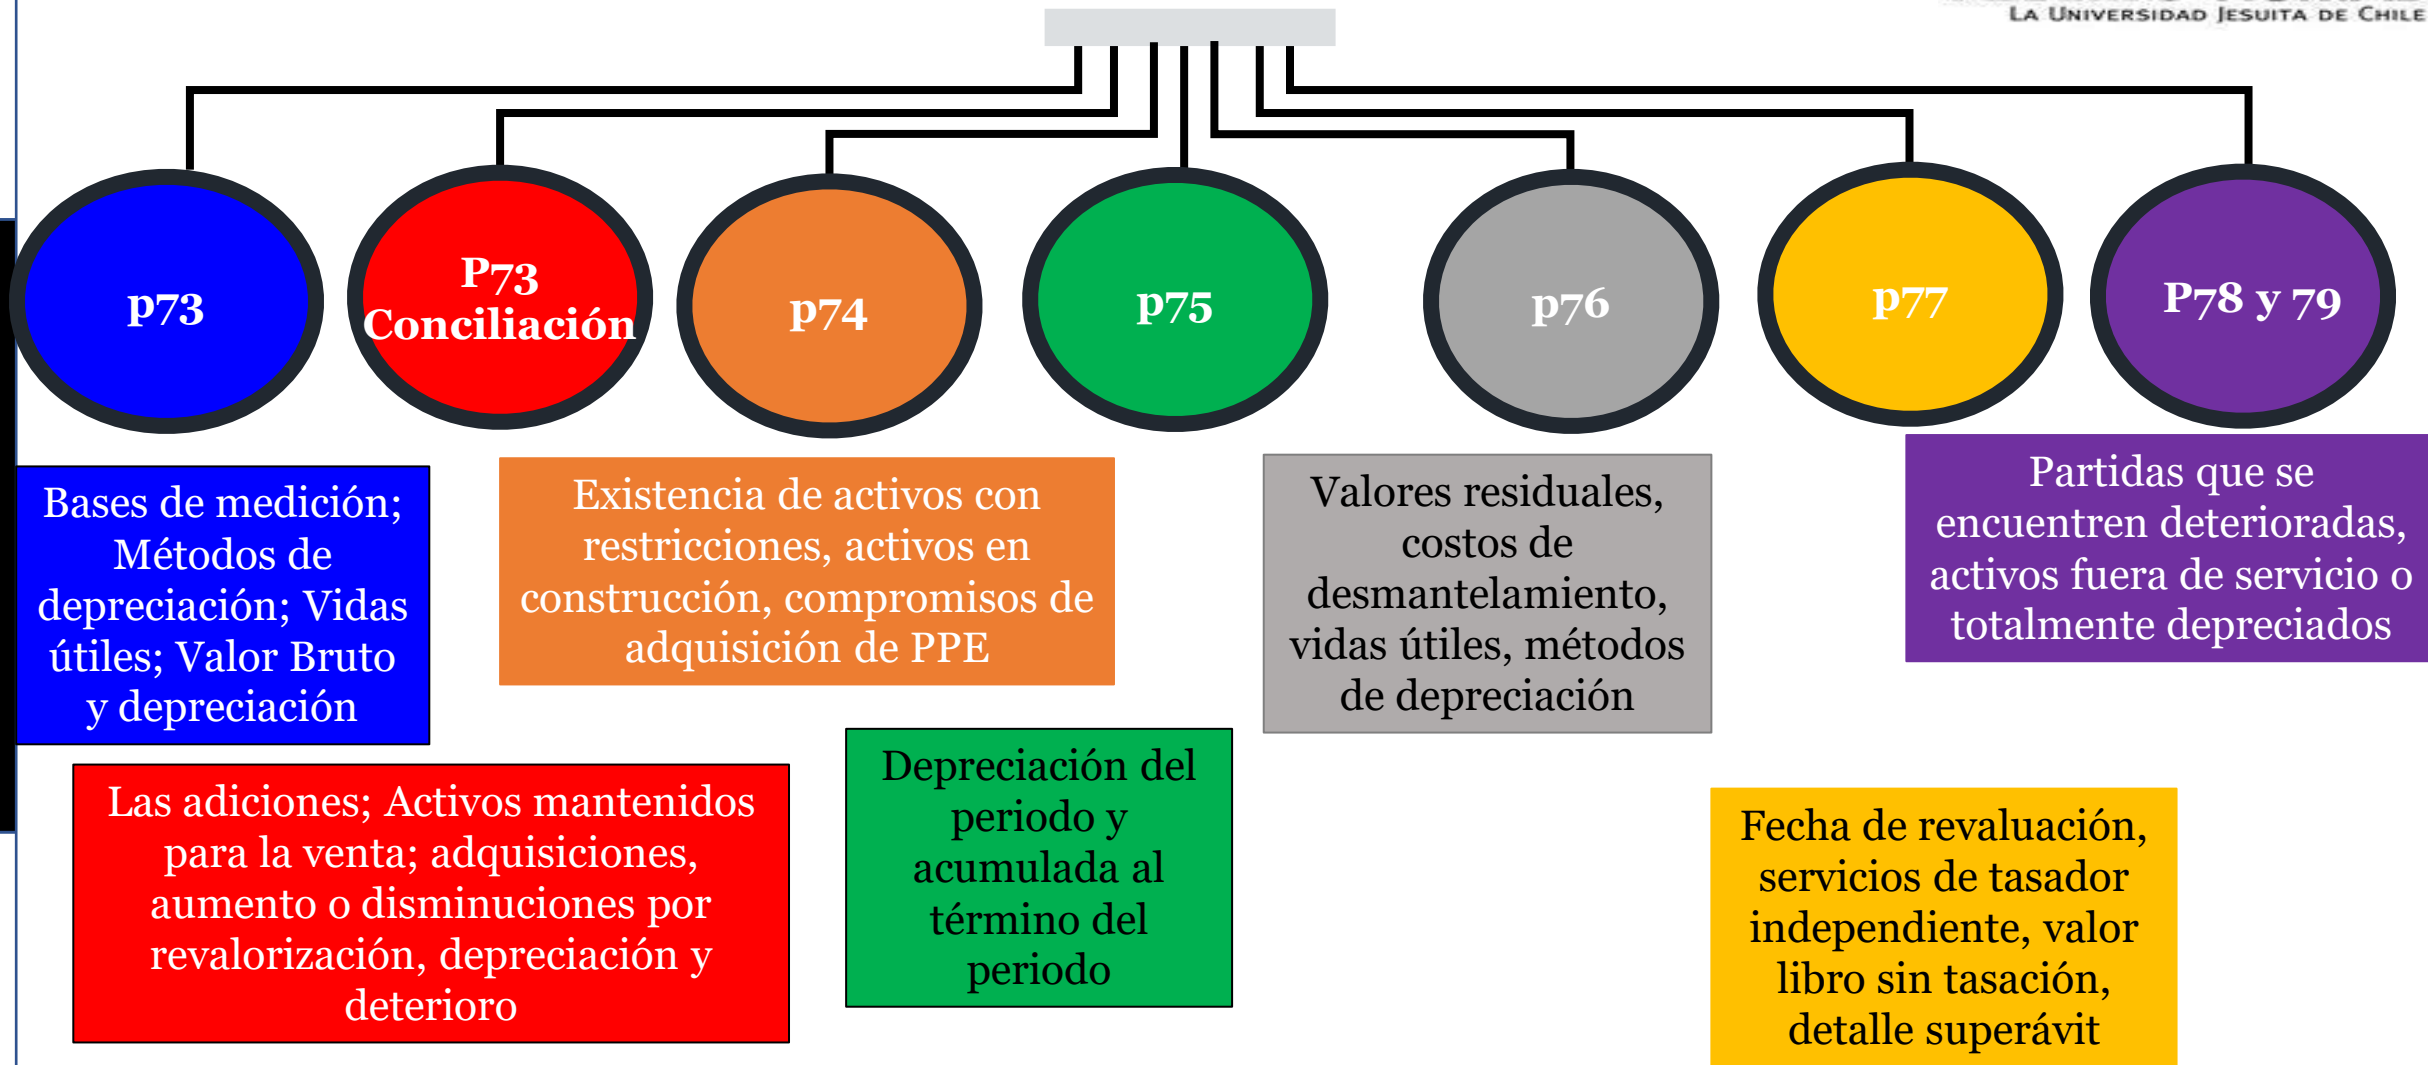 LA UNIVERSIDAD JESUITA DE CHILE
p73
P73
Conciliación
p74
p75
p76
p77
P78 y 79
Bases de medición;
Métodos de
depreciación; Vidas
útiles; Valor Bruto
y depreciación
Las adiciones; Activos mantenidos
para la venta; adquisiciones,
aumento o disminuciones por
revalorización, depreciación y
deterioro
Existencia de activos con
restricciones, activos en
construcción, compromisos de
adquisición de PPE
Depreciación del
periodo y
acumulada al
término del
periodo
Valores residuales,
costos de
desmantelamiento,
vidas útiles, métodos
de depreciación
Fecha de revaluación,
servicios de tasador
independiente, valor
libro sin tasación,
detalle superávit
Partidas que se
encuentren deterioradas,
activos fuera de servicio o
totalmente depreciados